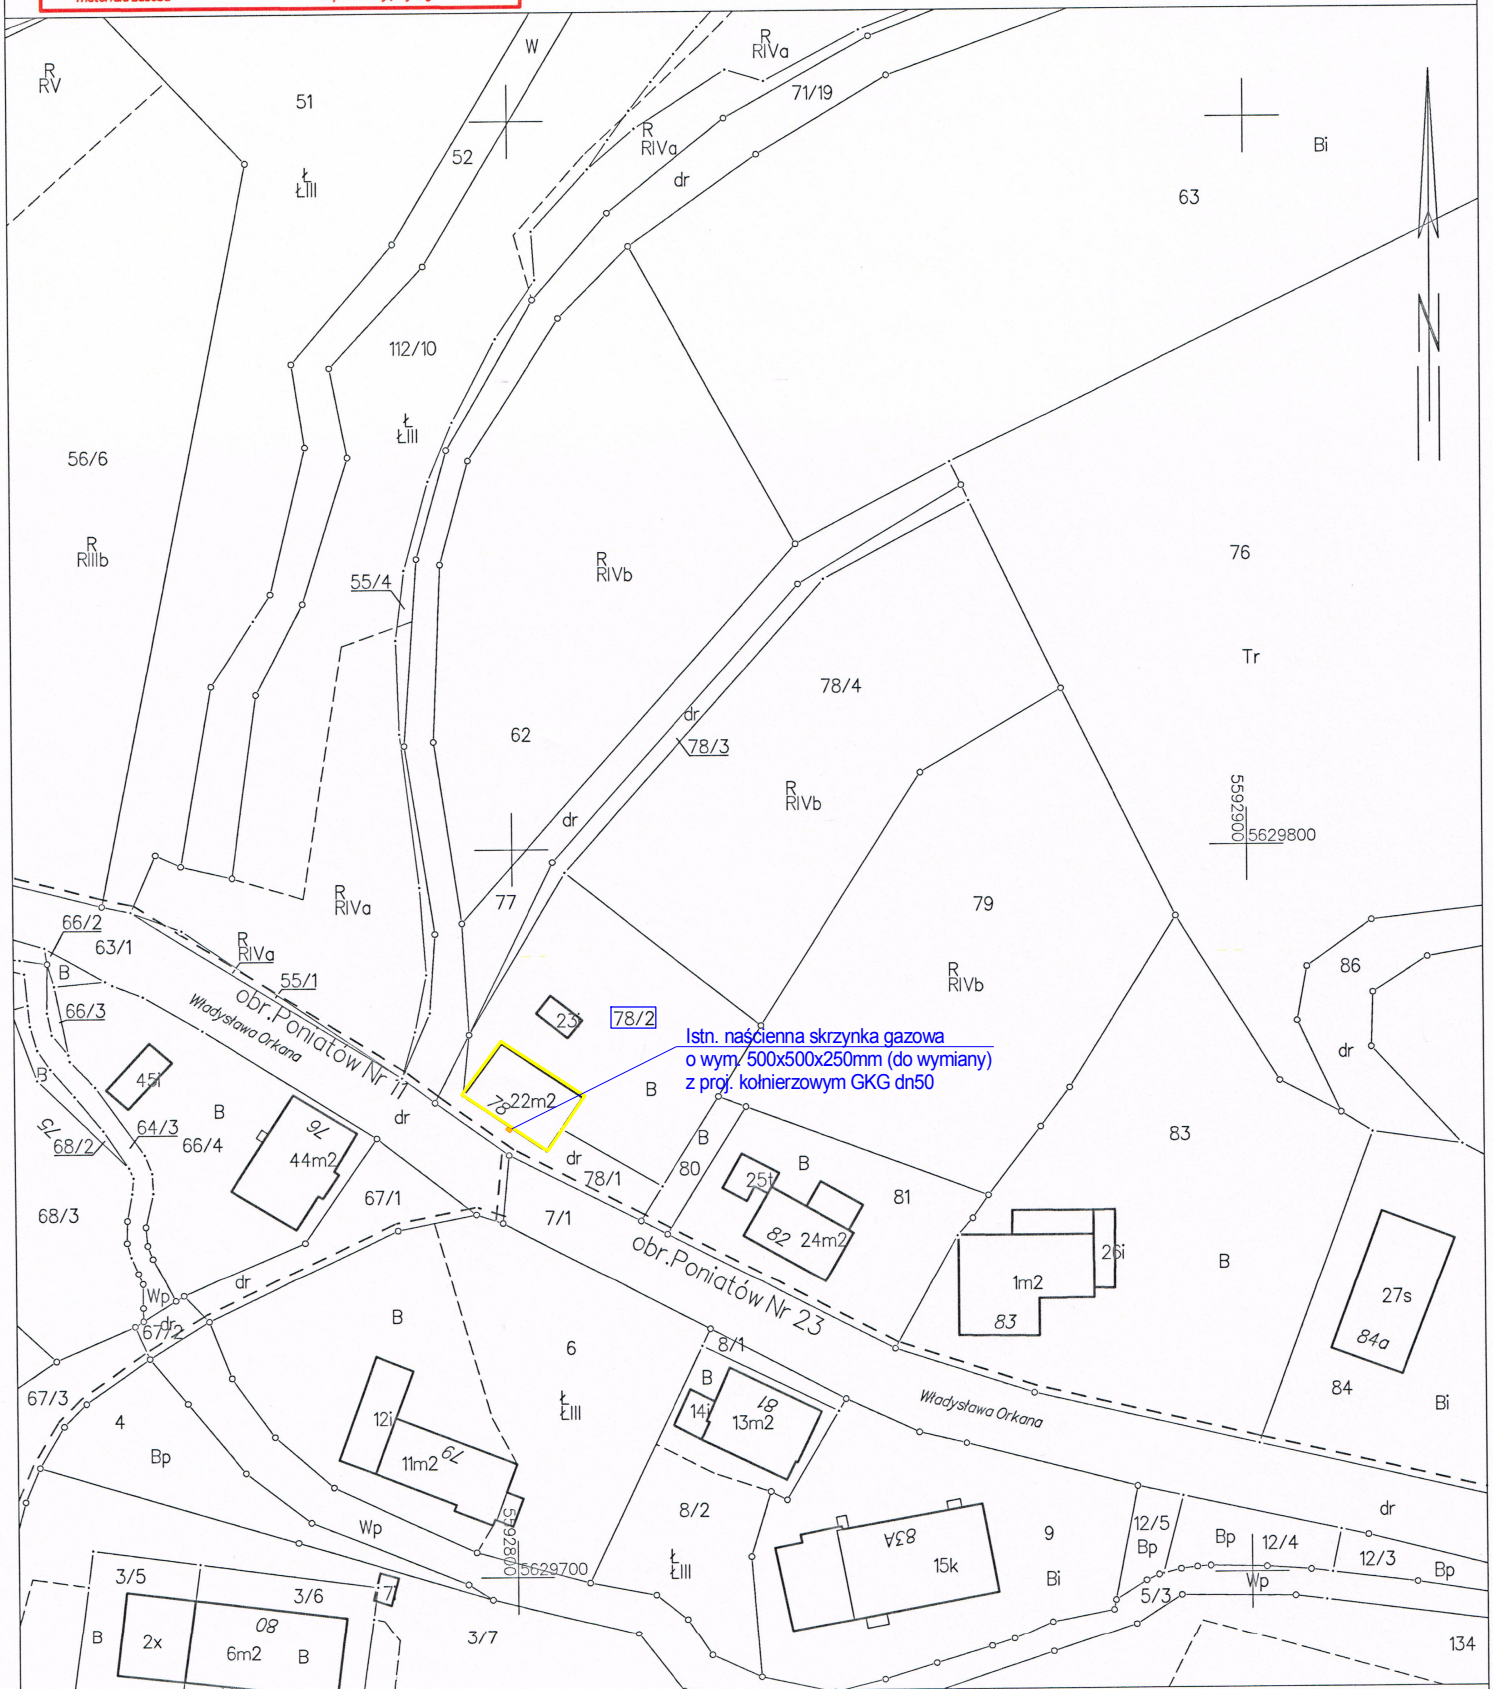 W
R
RIVa
R
RV
51
71/19
R
RIVa
Bi
52
dr
Ł
ŁIII
63
N
112/10
Ł
ŁIII
56/6
R
RIIIb
76
R
RIVb
55/4
Tr
78/4
dr
62
78/3
R
RIVb
5592900
5629800
dr
77
R
RIVa
79
66/2
63/1
R
RIVa
B
55/1
86
R
RIVb
66/3
Władysława Orkana
obr.Poniatów Nr
23i
78/2
Istn. naścienna skrzynka gazowa
o wym. 500x500x250mm (do wymiany)
z proj. kołnierzowym GKG dn50
dr
B
45i
B
78
22m2
B
dr
75
68/2
64/3
66/4
76
44m2
dr
78/1
B
80
B
25t
81
83
68/3
67/1
7/1
82
24m2
obr.Poniatów Nr 23
26i
B
1m2
83
27s
84a
dr
Wp
dr
67/2
B
6
8/1
84
Bi
67/3
4
Ł
ŁIII
B
14i
81
13m2
Władysława Orkana
12i
11m2
79
Bp
8/2
Wp
5592800
5629700
Ł
ŁIII
83A
15k
9
Bi
12/5
Bp
dr
Bp
12/4
12/3
Bp
Wp
5/3
3/5
3/6
7
B
2x
80
6m2
B
3/7
134